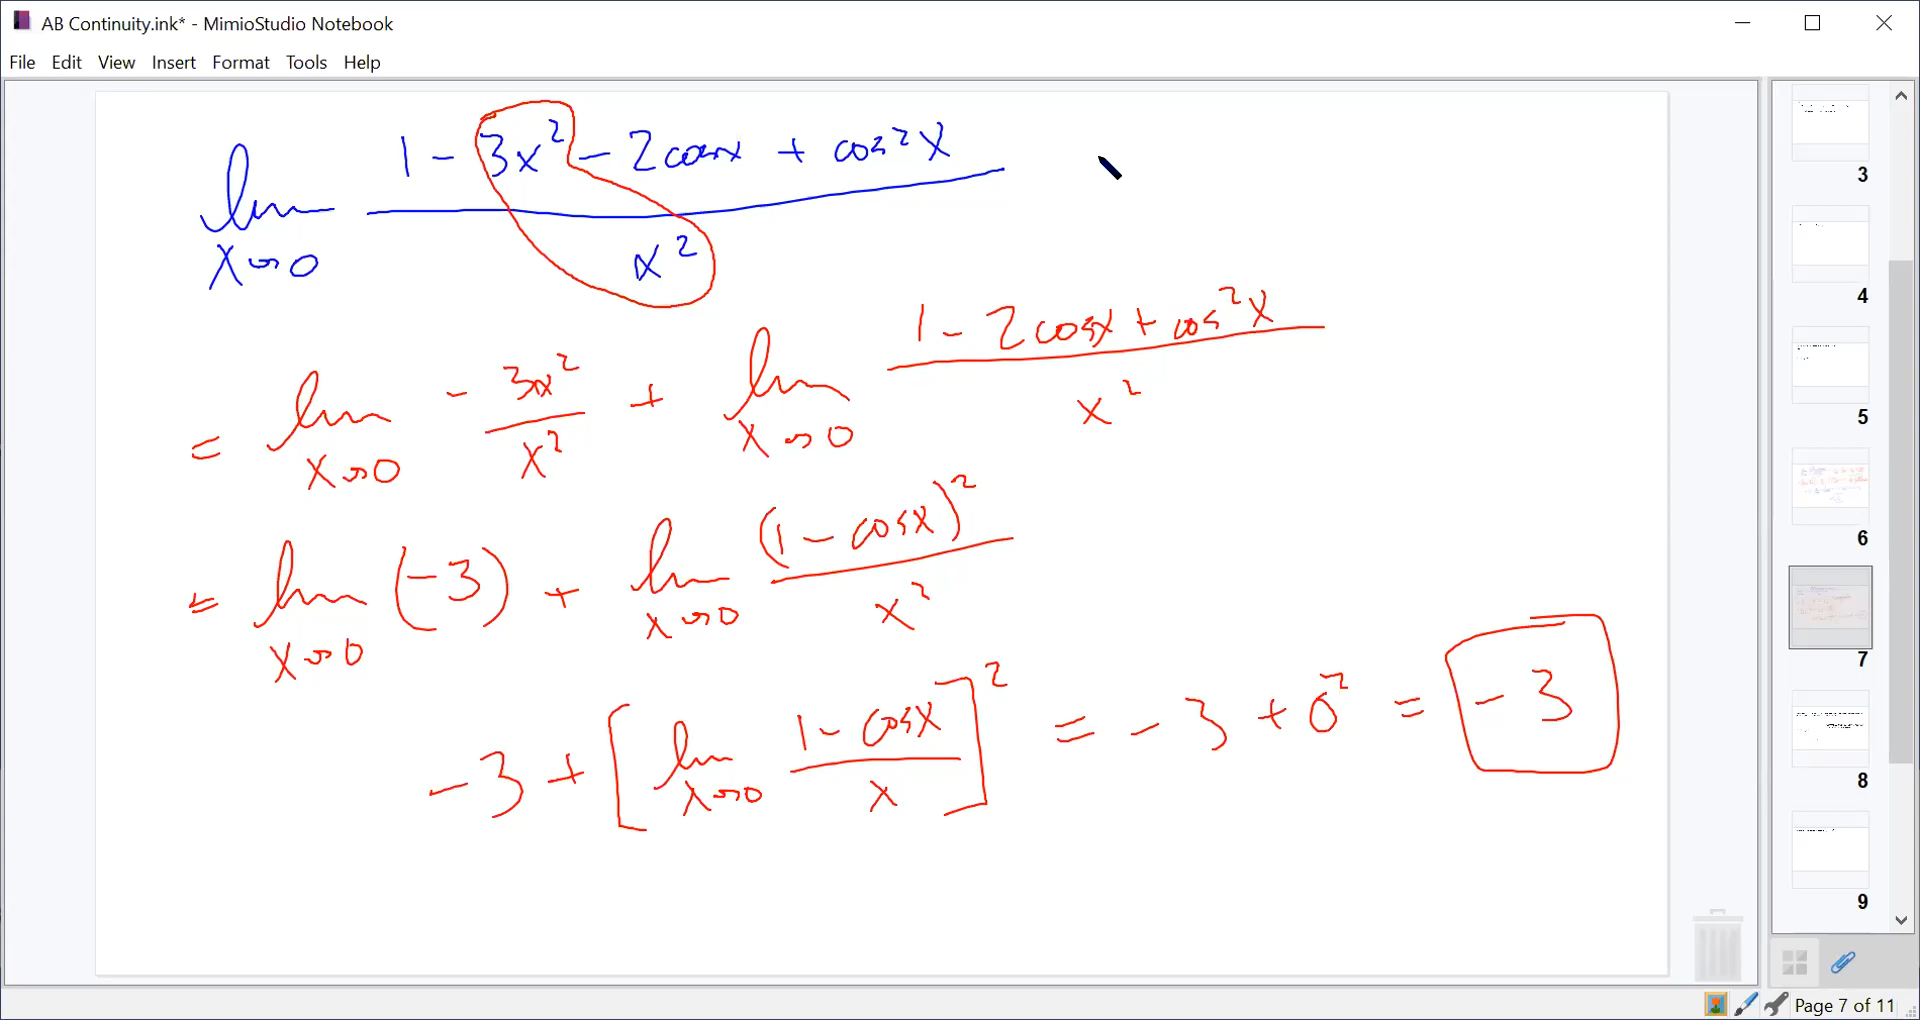 AB Continuity.ink* - MimioStudio Notebook
File Edit View Insert Format Tools Help
lim x→0 (1 - 3x² - 2cosx + cos²x) / x²
= lim x→0 - 3x²/x² + lim x→0 (1 - 2cosx + cos²x) / x²
= lim x→0 (-3) + lim x→0 (1 - cosx)² / x²
-3 + [lim x→0 (1 - cosx) / x]² = -3 + 0² = -3
3
4
5
6
7
8
9
Page 7 of 11